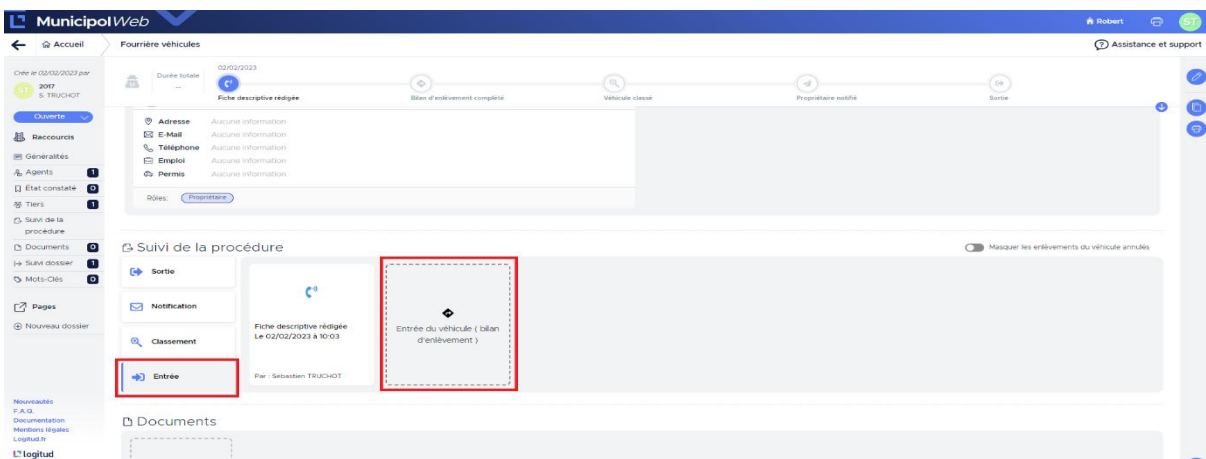 MunicipolWeb
Robert
ST
Accueil
Fourrière véhicules
Assistance et support
Crée le 02/02/2023 par
ST
2017
S. TRUCHOT
Ouverte
Raccourcis
Généralités
Agents 1
État constaté 0
Tiers 1
Suivi de la
procédure
Documents 0
Suivi dossier 1
Mots-Clés 0
Pages
Nouveau dossier
Nouveautés
F.A.Q.
Documentation
Mentions légales
Logitud.fr
logitud
Durée totale
--
02/02/2023
Fiche descriptive rédigée
Bilan d'enlèvement complété
Véhicule classé
Propriétaire notifié
Sortie
Adresse Aucune information
E-Mail Aucune information
Téléphone Aucune information
Emploi Aucune information
Permis Aucune information
Rôles: Propriétaire
Suivi de la procédure
Masquer les enlèvements du véhicule annulés
Sortie
Notification
Classement
Entrée
Fiche descriptive rédigée
Le 02/02/2023 à 10:03
Par : Sébastien TRUCHOT
Entrée du véhicule ( bilan
d'enlèvement )
Documents